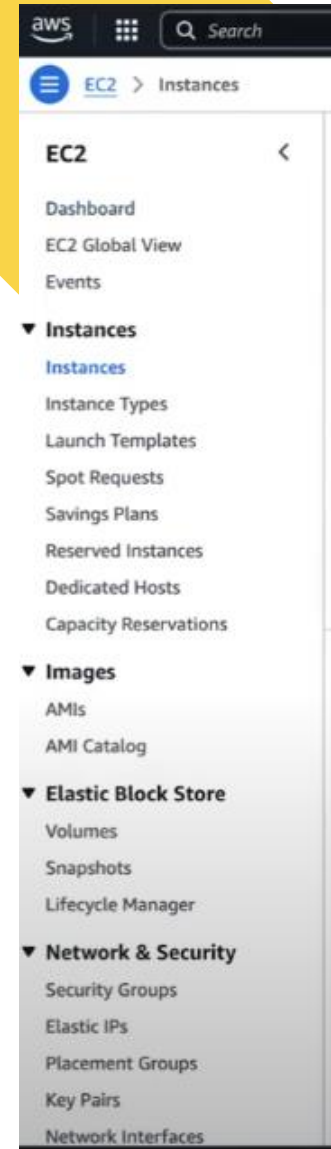 aws
Search
EC2 > Instances
EC2
Dashboard
EC2 Global View
Events
Instances
Instances
Instance Types
Launch Templates
Spot Requests
Savings Plans
Reserved Instances
Dedicated Hosts
Capacity Reservations
Images
AMIs
AMI Catalog
Elastic Block Store
Volumes
Snapshots
Lifecycle Manager
Network & Security
Security Groups
Elastic IPs
Placement Groups
Key Pairs
Network Interfaces